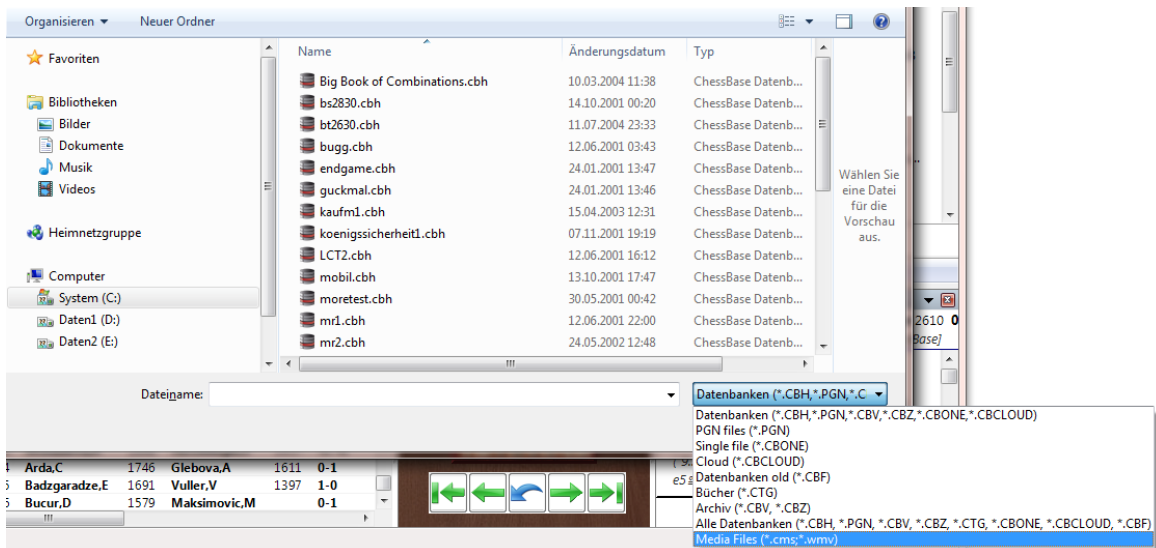 Organisieren Neuer Ordner
Name Änderungsdatum Typ
Favoriten
Bibliotheken
Bilder
Dokumente
Musik
Videos
Heimnetzgruppe
Computer
System (C:)
Daten1 (D:)
Daten2 (E:)
Big Book of Combinations.cbh 10.03.2004 11:38 ChessBase Datenb...
bs2830.cbh 14.10.2001 00:20 ChessBase Datenb...
bt2630.cbh 11.07.2004 23:33 ChessBase Datenb...
bugg.cbh 12.06.2001 03:43 ChessBase Datenb...
endgame.cbh 24.01.2001 13:47 ChessBase Datenb...
guckmal.cbh 24.01.2001 13:46 ChessBase Datenb...
kaufm1.cbh 15.04.2003 12:31 ChessBase Datenb...
koenigssicherheit1.cbh 07.11.2001 19:19 ChessBase Datenb...
LCT2.cbh 12.06.2001 16:12 ChessBase Datenb...
mobil.cbh 13.10.2001 17:47 ChessBase Datenb...
moretest.cbh 30.05.2001 00:42 ChessBase Datenb...
mr1.cbh 12.06.2001 22:00 ChessBase Datenb...
mr2.cbh 24.05.2002 12:48 ChessBase Datenb...
Wählen Sie
eine Datei
für die
Vorschau
aus.
2610 0
Base]
Dateiname: Datenbanken (*.CBH,*.PGN,*.C
Datenbanken (*.CBH,*.PGN,*.CBV,*.CBZ,*.CBONE,*.CBCLOUD)
PGN files (*.PGN)
Single file (*.CBONE)
Cloud (*.CBCLOUD)
Datenbanken old (*.CBF)
Bücher (*.CTG)
Archiv (*.CBV, *.CBZ)
Alle Datenbanken (*.CBH, *.PGN, *.CBV, *.CBZ, *.CTG, *.CBONE, *.CBCLOUD, *.CBF)
Media Files (*.cms;*.wmv)
Arda,C 1746 Glebova,A 1611 0-1
Badzgaradze,E 1691 Vuller,V 1397 1-0
Bucur,D 1579 Maksimovic,M 0-1
e5